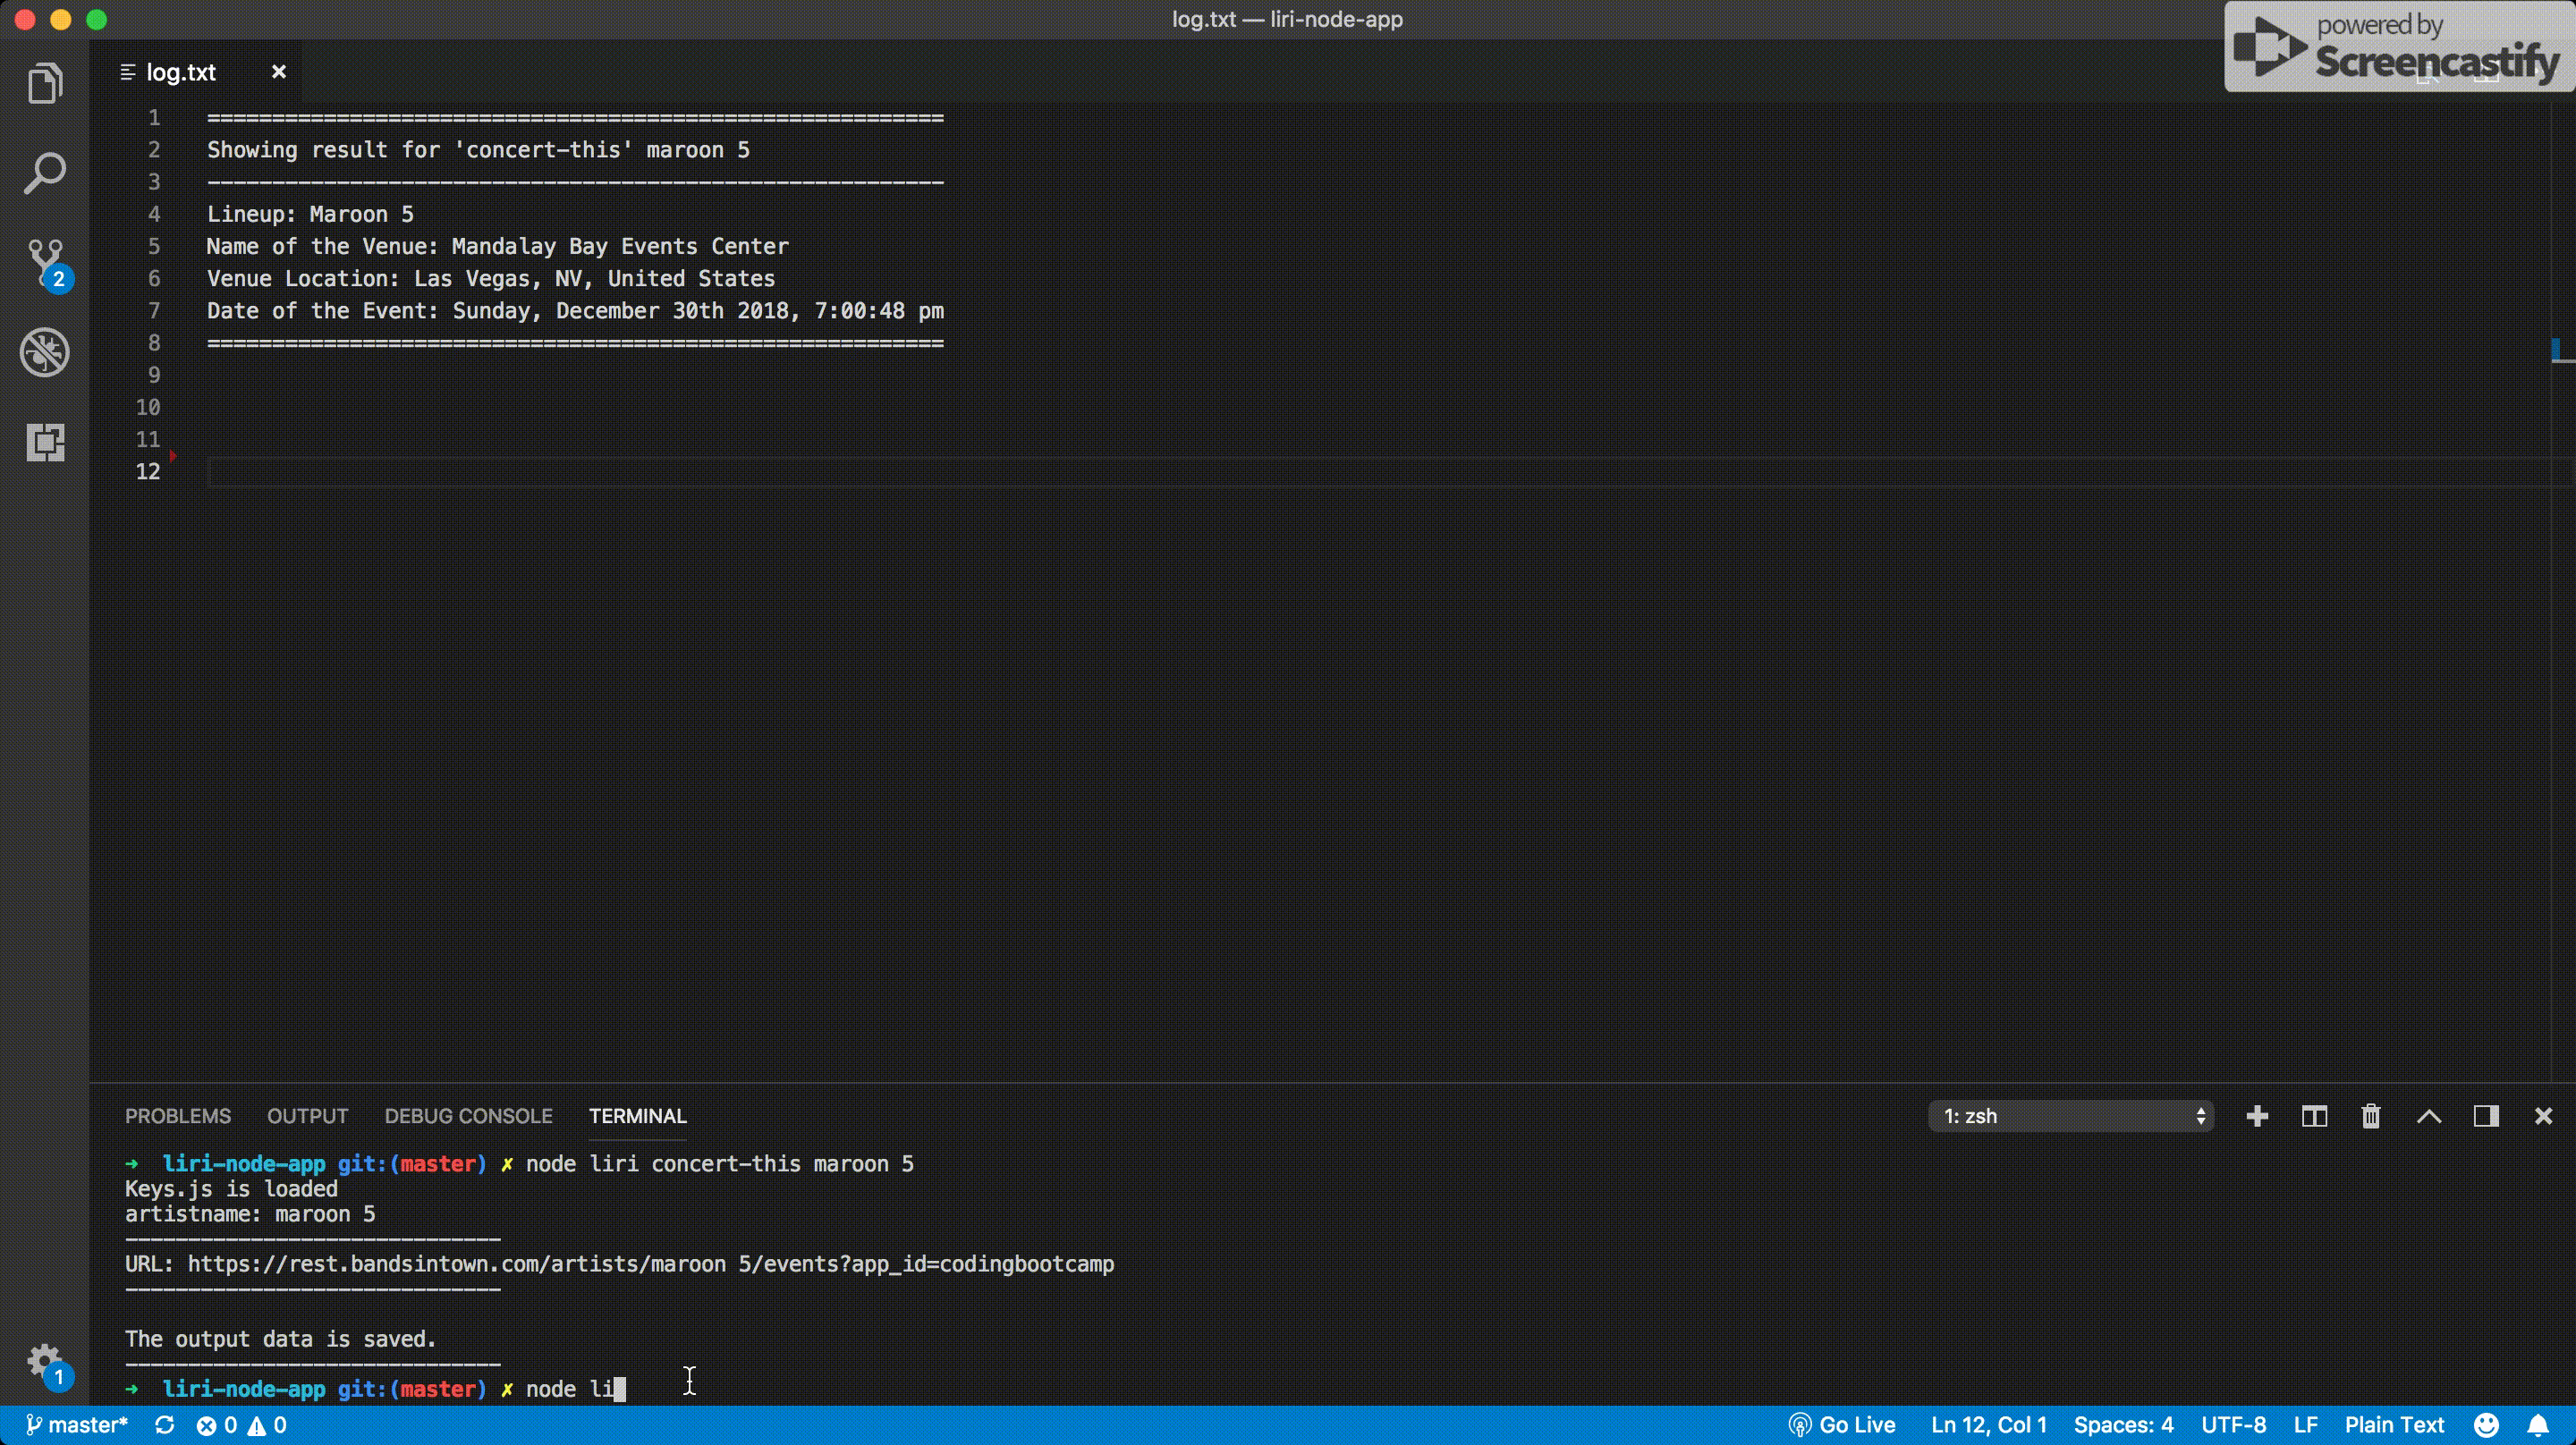 log.txt — liri-node-app
powered by
Screencastify
log.txt
1 =========================================================
2 Showing result for 'concert-this' maroon 5
3 ---------------------------------------------------------
4 Lineup: Maroon 5
5 Name of the Venue: Mandalay Bay Events Center
6 Venue Location: Las Vegas, NV, United States
7 Date of the Event: Sunday, December 30th 2018, 7:00:48 pm
8 =========================================================
9
10
11
12
2
PROBLEMS OUTPUT DEBUG CONSOLE TERMINAL 1: zsh
➜ liri-node-app git:(master) ✗ node liri concert-this maroon 5
Keys.js is loaded
artistname: maroon 5
------------------------------
URL: https://rest.bandsintown.com/artists/maroon 5/events?app_id=codingbootcamp
------------------------------
The output data is saved.
------------------------------
➜ liri-node-app git:(master) ✗ node li
1
master* 0 0 Go Live Ln 12, Col 1 Spaces: 4 UTF-8 LF Plain Text